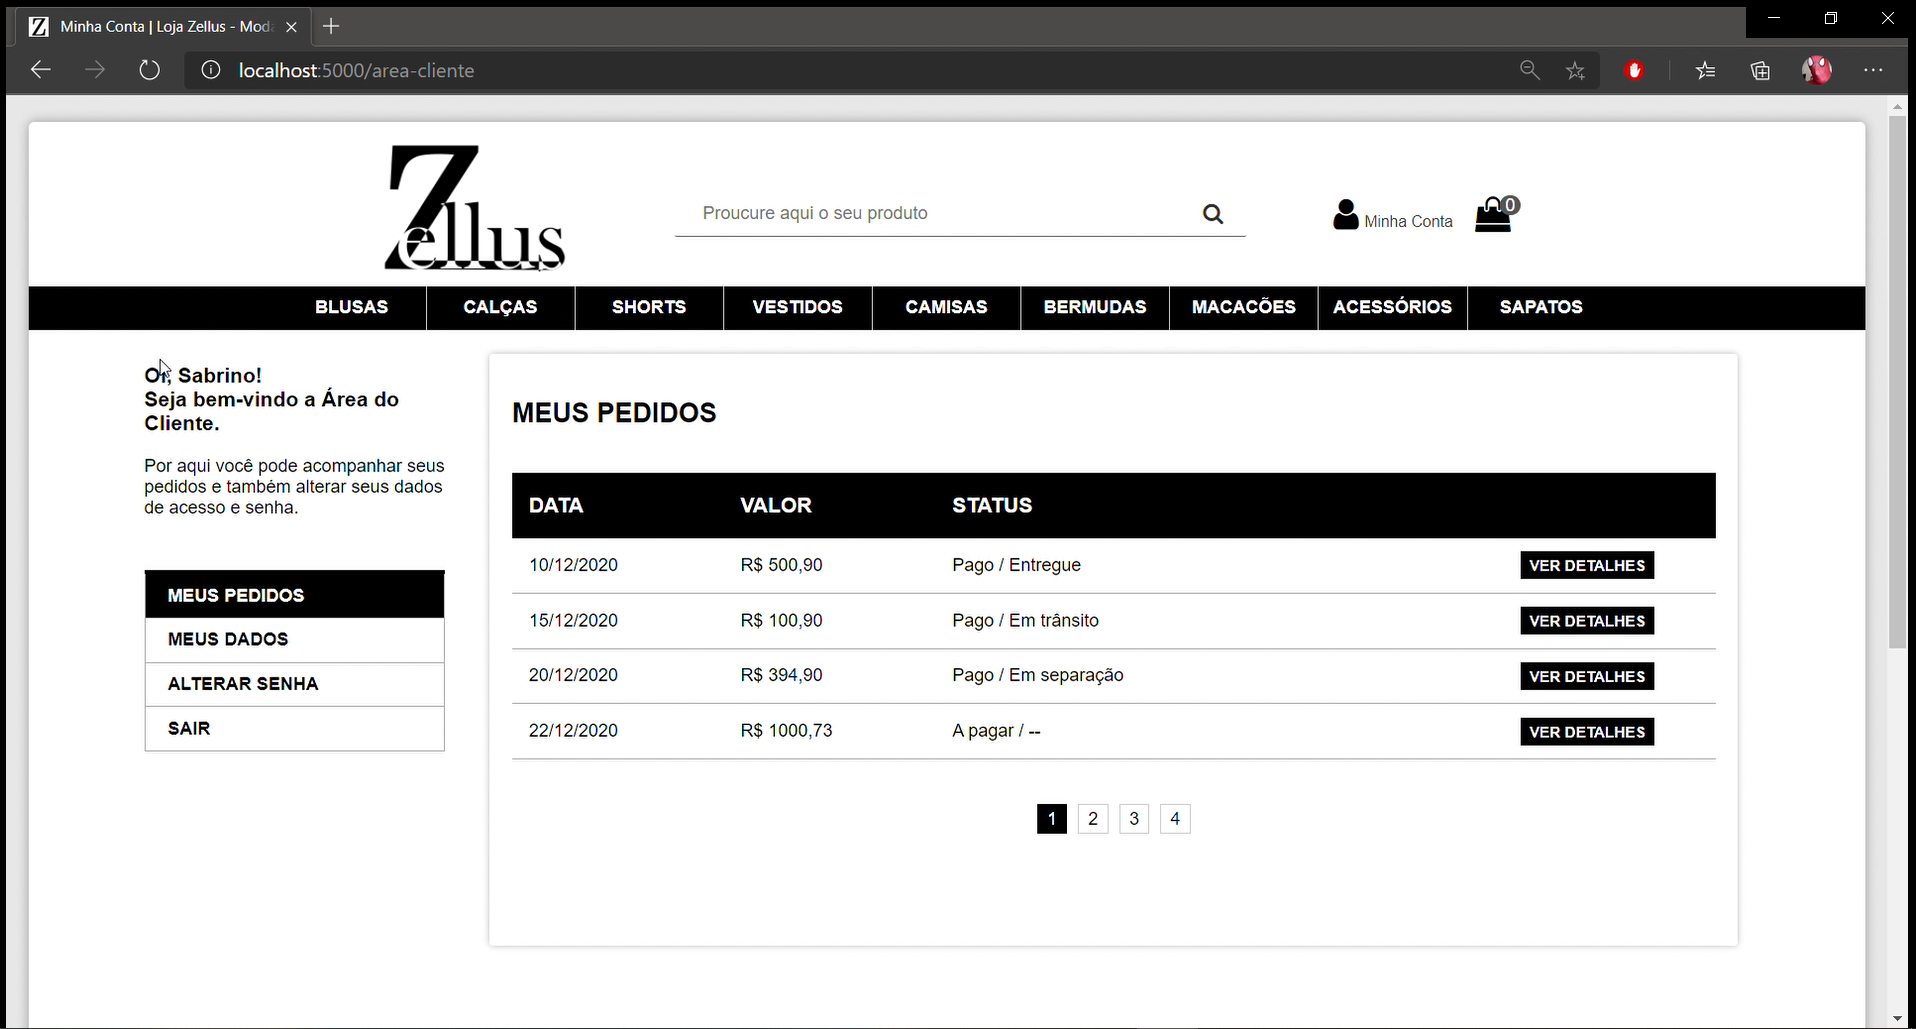 Z Minha Conta | Loja Zellus - Mod
localhost:5000/area-cliente
Zellus
Proucure aqui o seu produto
Minha Conta
0
BLUSAS CALÇAS SHORTS VESTIDOS CAMISAS BERMUDAS MACACÕES ACESSÓRIOS SAPATOS
Oi, Sabrino!
Seja bem-vindo a Área do
Cliente.
Por aqui você pode acompanhar seus
pedidos e também alterar seus dados
de acesso e senha.
MEUS PEDIDOS
MEUS DADOS
ALTERAR SENHA
SAIR
MEUS PEDIDOS
DATA VALOR STATUS
10/12/2020 R$ 500,90 Pago / Entregue VER DETALHES
15/12/2020 R$ 100,90 Pago / Em trânsito VER DETALHES
20/12/2020 R$ 394,90 Pago / Em separação VER DETALHES
22/12/2020 R$ 1000,73 A pagar / -- VER DETALHES
1 2 3 4